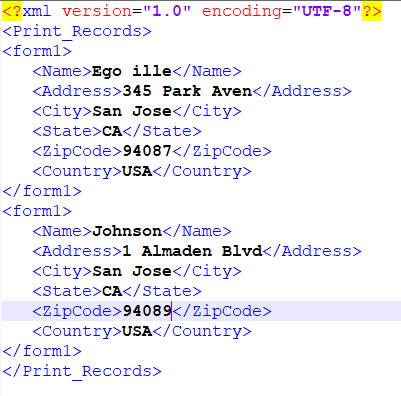 <?xml version="1.0" encoding="UTF-8"?>
<Print_Records>
<form1>
<Name>Ego ille</Name>
<Address>345 Park Aven</Address>
<City>San Jose</City>
<State>CA</State>
<ZipCode>94087</ZipCode>
<Country>USA</Country>
</form1>
<form1>
<Name>Johnson</Name>
<Address>1 Almaden Blvd</Address>
<City>San Jose</City>
<State>CA</State>
<ZipCode>94089</ZipCode>
<Country>USA</Country>
</form1>
</Print_Records>